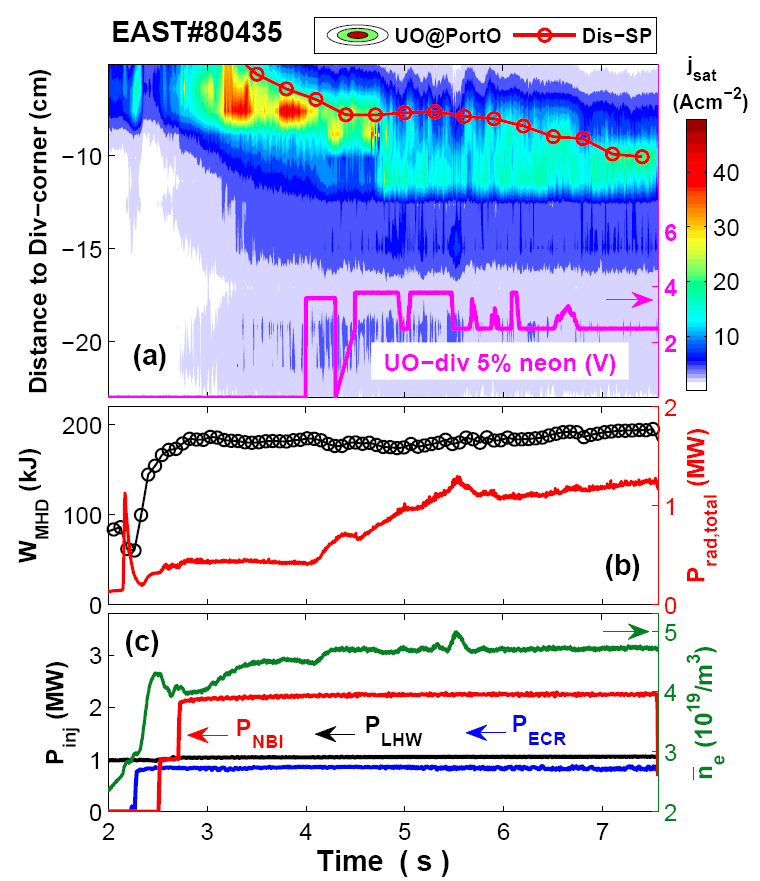 EAST#80435
UO@PortO
Dis−SP
j_sat
(Acm⁻²)
Distance to Div−corner (cm)
−10
−15
−20
40
30
20
10
6
4
2
(a)
UO−div 5% neon (V)
W_MHD (kJ)
200
100
0
2
1
0
P_rad,total (MW)
(b)
(c)
P_inj (MW)
3
2
1
0
P_NBI
P_LHW
P_ECR
5
4
3
2
n̅_e (10¹⁹/m³)
2 3 4 5 6 7
Time ( s )